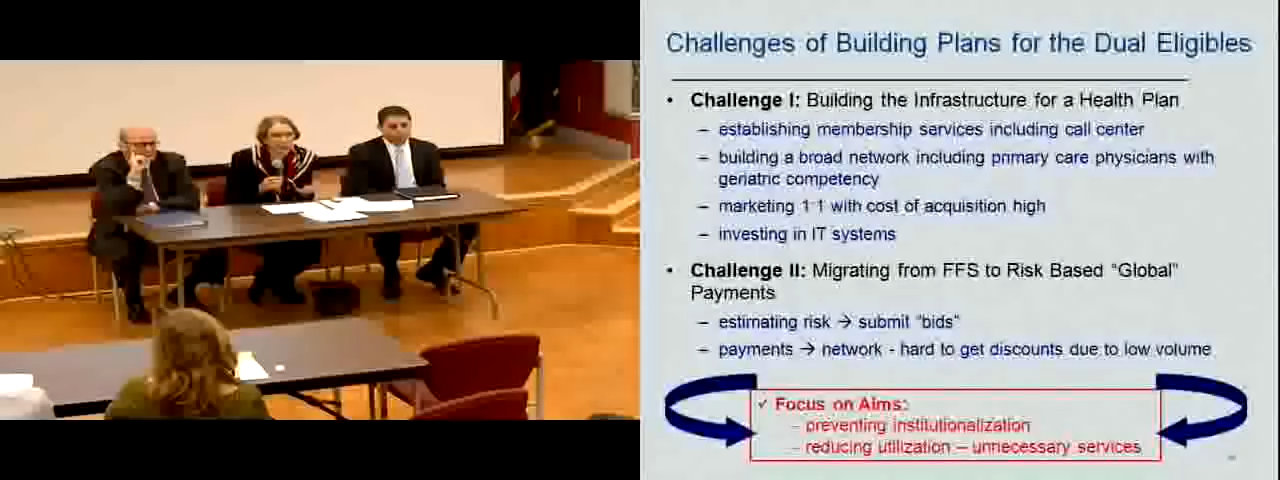 Challenges of Building Plans for the Dual Eligibles
• Challenge I: Building the Infrastructure for a Health Plan
– establishing membership services including call center
– building a broad network including primary care physicians with
geriatric competency
– marketing 1:1 with cost of acquisition high
– investing in IT systems
• Challenge II: Migrating from FFS to Risk Based “Global”
Payments
– estimating risk → submit “bids”
– payments → network - hard to get discounts due to low volume
✓ Focus on Aims:
– preventing institutionalization
– reducing utilization – unnecessary services